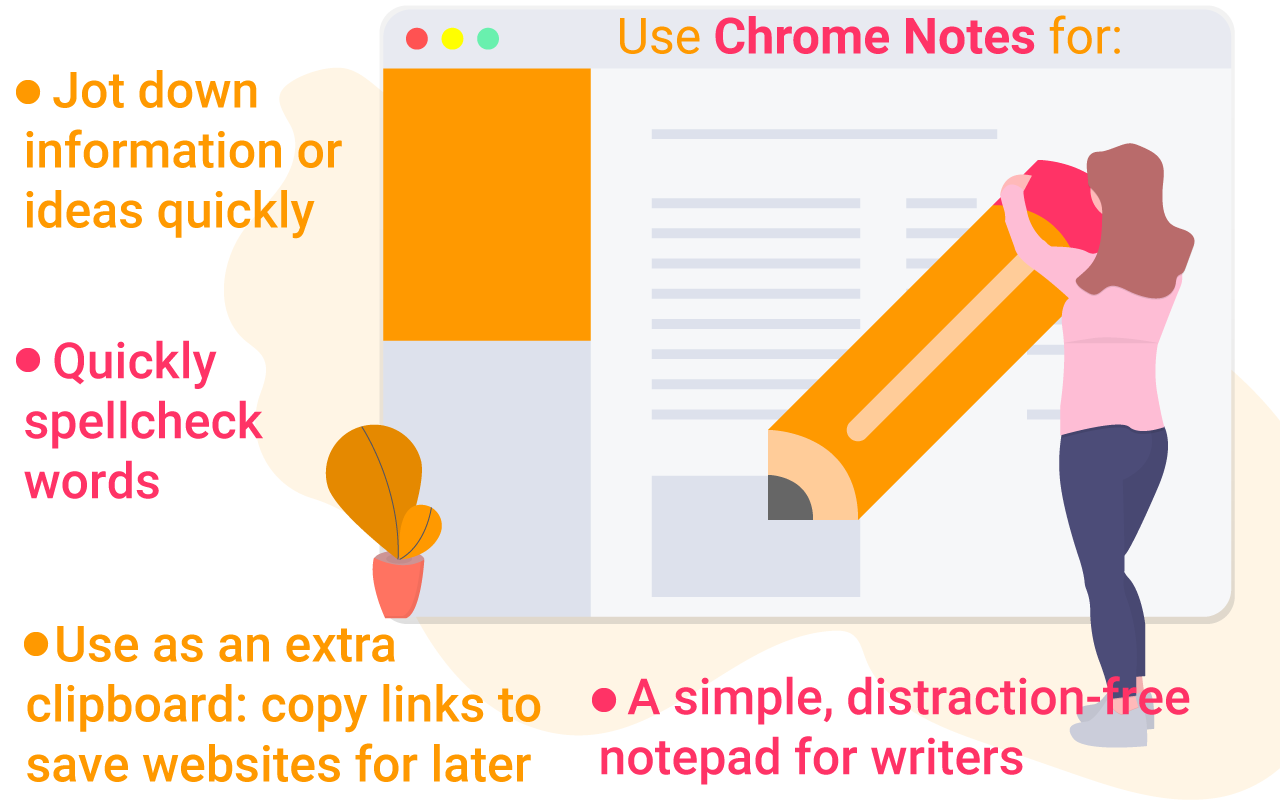 Use Chrome Notes for:
● Jot down
information or
ideas quickly
● Quickly
spellcheck
words
● Use as an extra
clipboard: copy links to
save websites for later
● A simple, distraction-free
notepad for writers